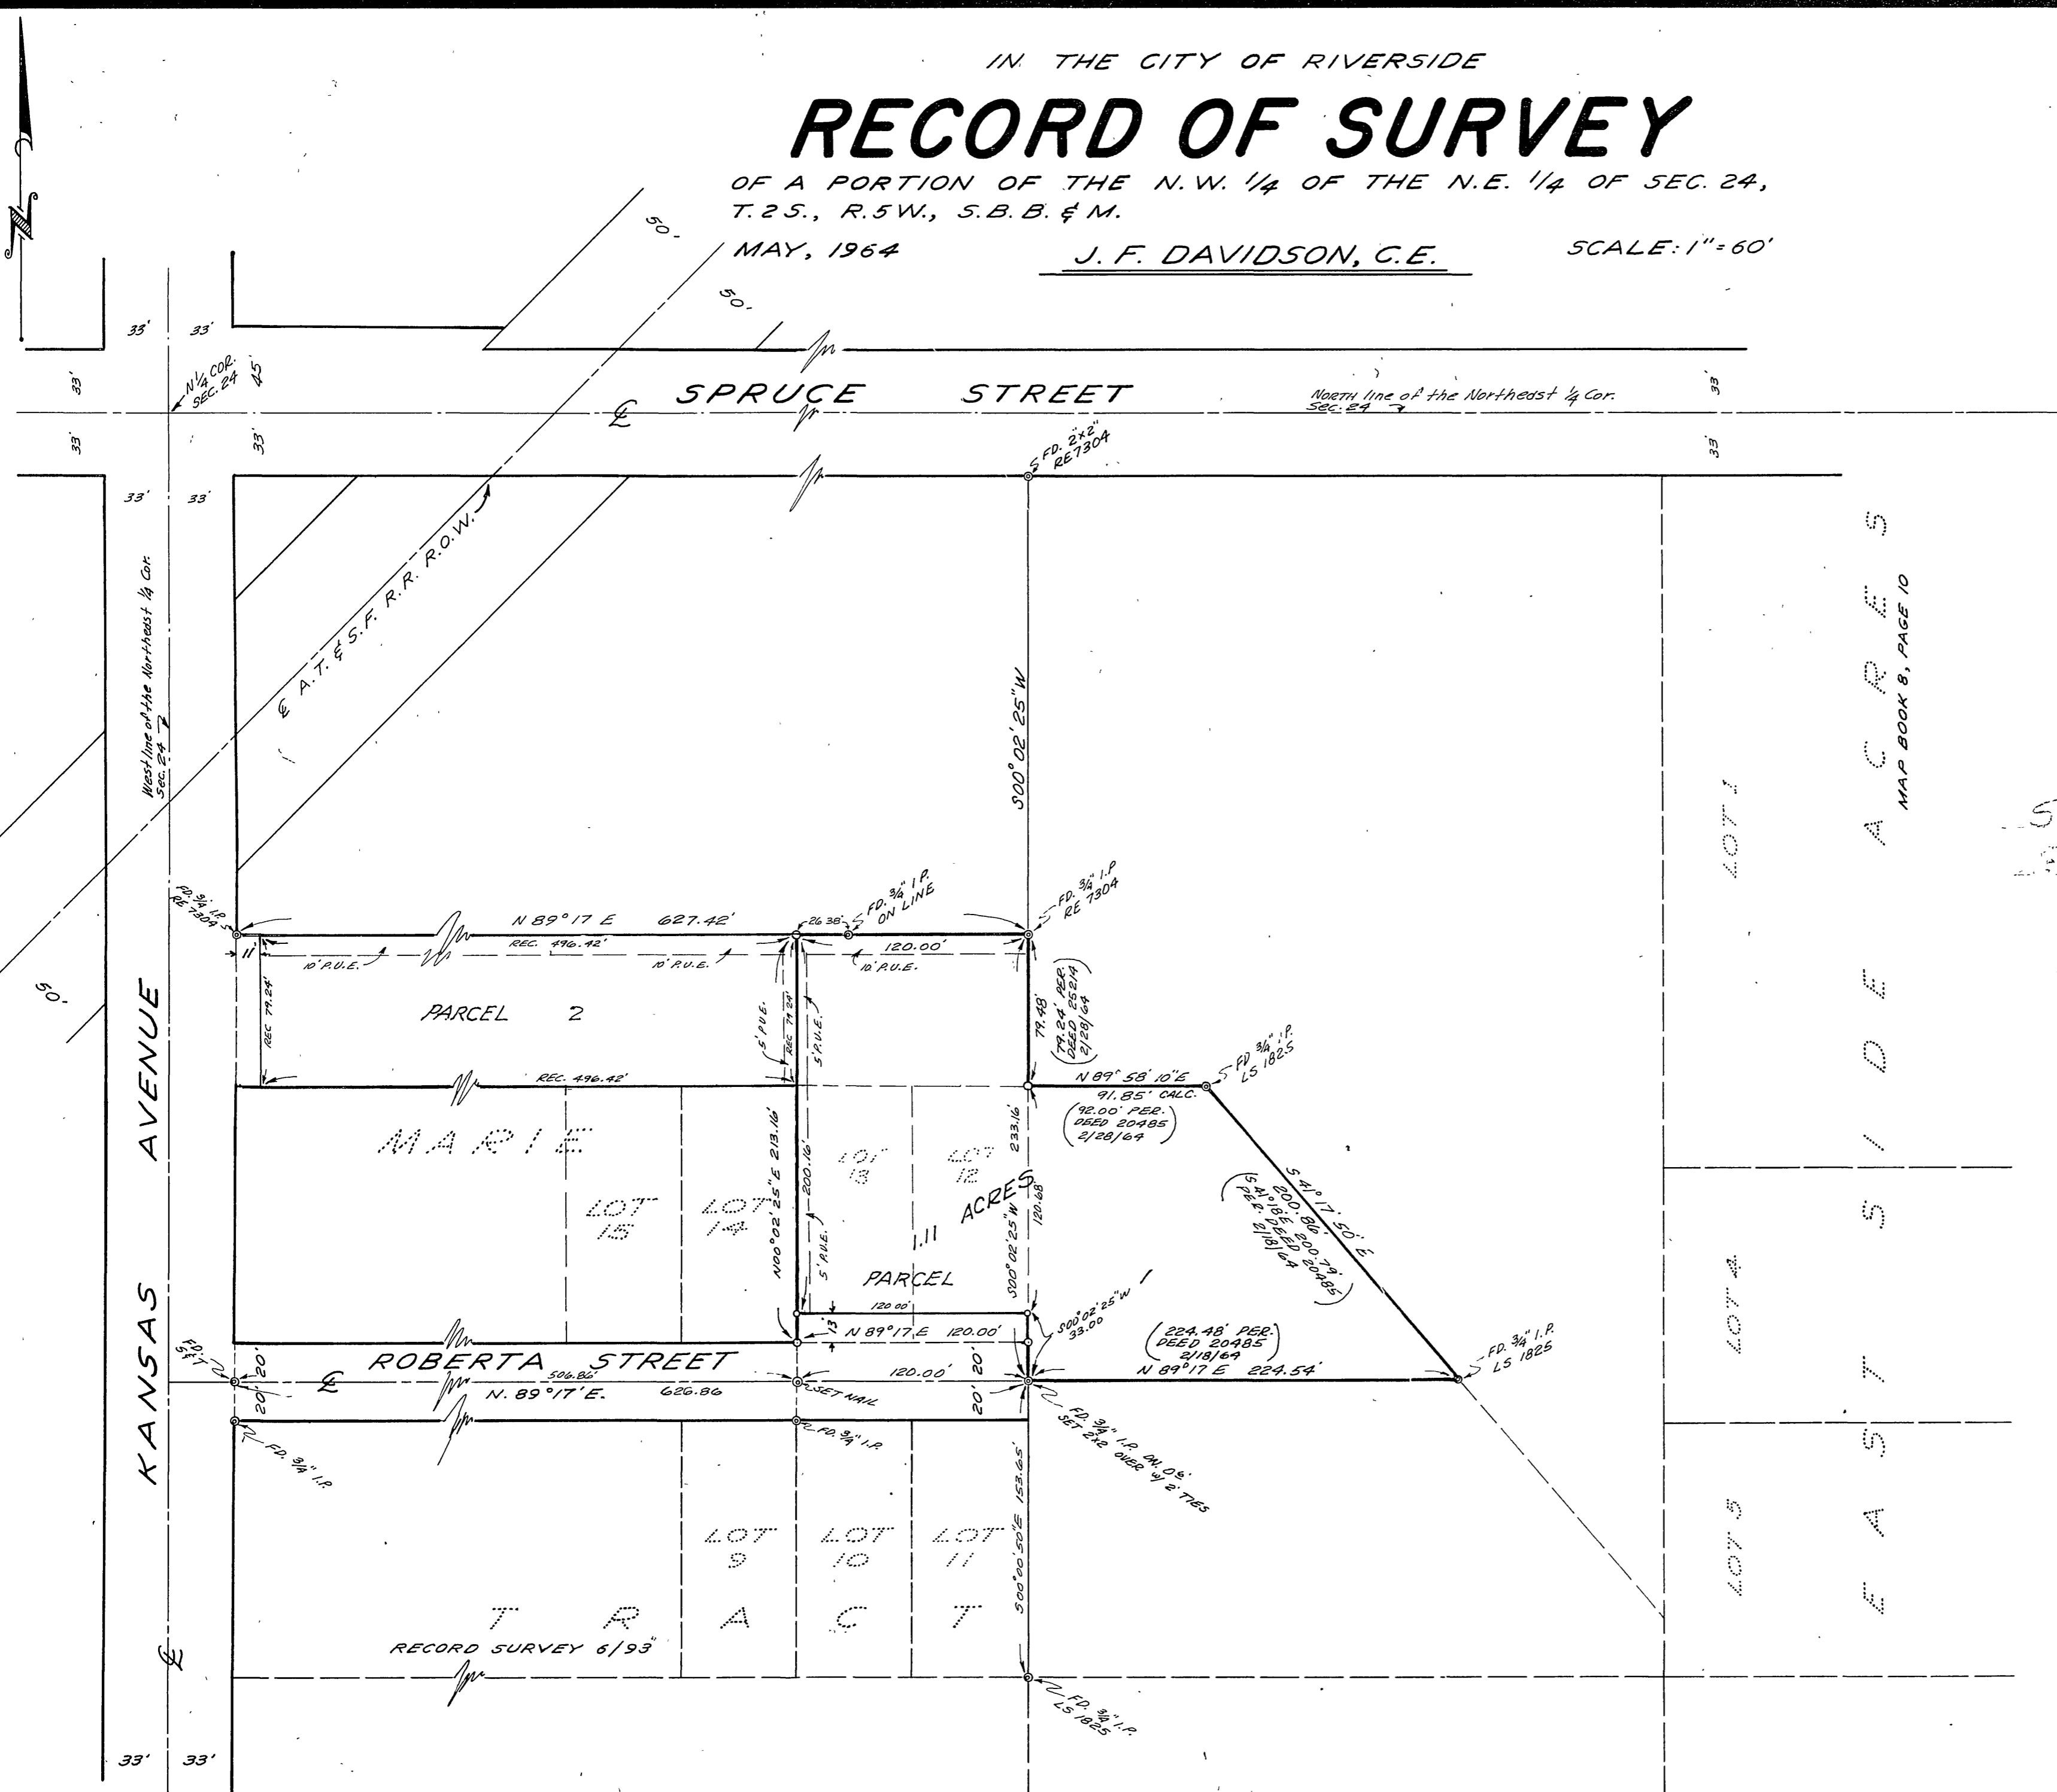 IN THE CITY OF RIVERSIDE
RECORD OF SURVEY
OF A PORTION OF THE N.W. 1/4 OF THE N.E. 1/4 OF SEC. 24,
T.2S., R.5W., S.B.B. & M.
MAY, 1964
J. F. DAVIDSON, C.E.
SCALE: 1"=60'
50'
50'
33' 33'
N 1/4 COR.
SEC. 24
45'
33'
33'
33'
33'
33'
33'
33' 33'
℄
SPRUCE STREET
NORTH line of the Northeast 1/4 Cor.
Sec. 24
FD. 2"x2"
RE 7304
West line of the Northeast 1/4 Cor.
Sec. 24
℄ A.T. & S.F. R.R. R.O.W.
50'
S00°02'25"W
LOT 1
EAST SIDE ACRES
MAP BOOK 8, PAGE 10
FD. 3/4" I.P.
RE 7304
N 89°17 E 627.42'
26.38'
FD. 3/4" I.P.
ON LINE
FD. 3/4" I.P
RE 7304
11'
REC. 496.42'
120.00'
10' P.U.E.
10' P.U.E.
10' P.U.E.
REC 79.24'
PARCEL 2
5' P.U.E.
REC 79.24'
5' P.U.E.
79.48'
(79.24' PER.
DEED 25214
2/28/64)
REC. 496.42'
N 89°58'10"E
91.85' CALC.
(92.00' PER.
DEED 20485
2/28/64)
FD 3/4" I.P.
LS 1825
MARIE
LOT
15
LOT
14
N00°02'25"E 213.16'
200.16'
5' P.U.E.
LOT
13
LOT
12
1.11 ACRES
PARCEL 1
233.16'
S00°02'25"W 120.68'
S 41°17'50"E
200.86'
(S 41°18'E 200.79'
PER. DEED 20485
2/18/64)
LOT 4
120.00'
13'
N 89°17 E 120.00'
S00°02'25"W
33.00
(224.48' PER.
DEED 20485
2/18/64)
N 89°17 E 224.54'
FD. 3/4" I.P.
LS 1825
KANSAS AVENUE
20' 20'
℄
ROBERTA STREET
506.86'
N. 89°17'E. 626.86
SET NAIL
120.00'
20' 20'
FD. 3/4" I.P.
FD. 3/4" I.P.
FD. 3/4" I.P. DN. 0.6'
SET 2x2 OVER W/ 2 TIES
LOT
9
LOT
10
LOT
11
S00°00'50"E 153.65'
LOT 5
TRACT
RECORD SURVEY 6/93"
℄
FD. 3/4" I.P.
LS 1825
33' 33'